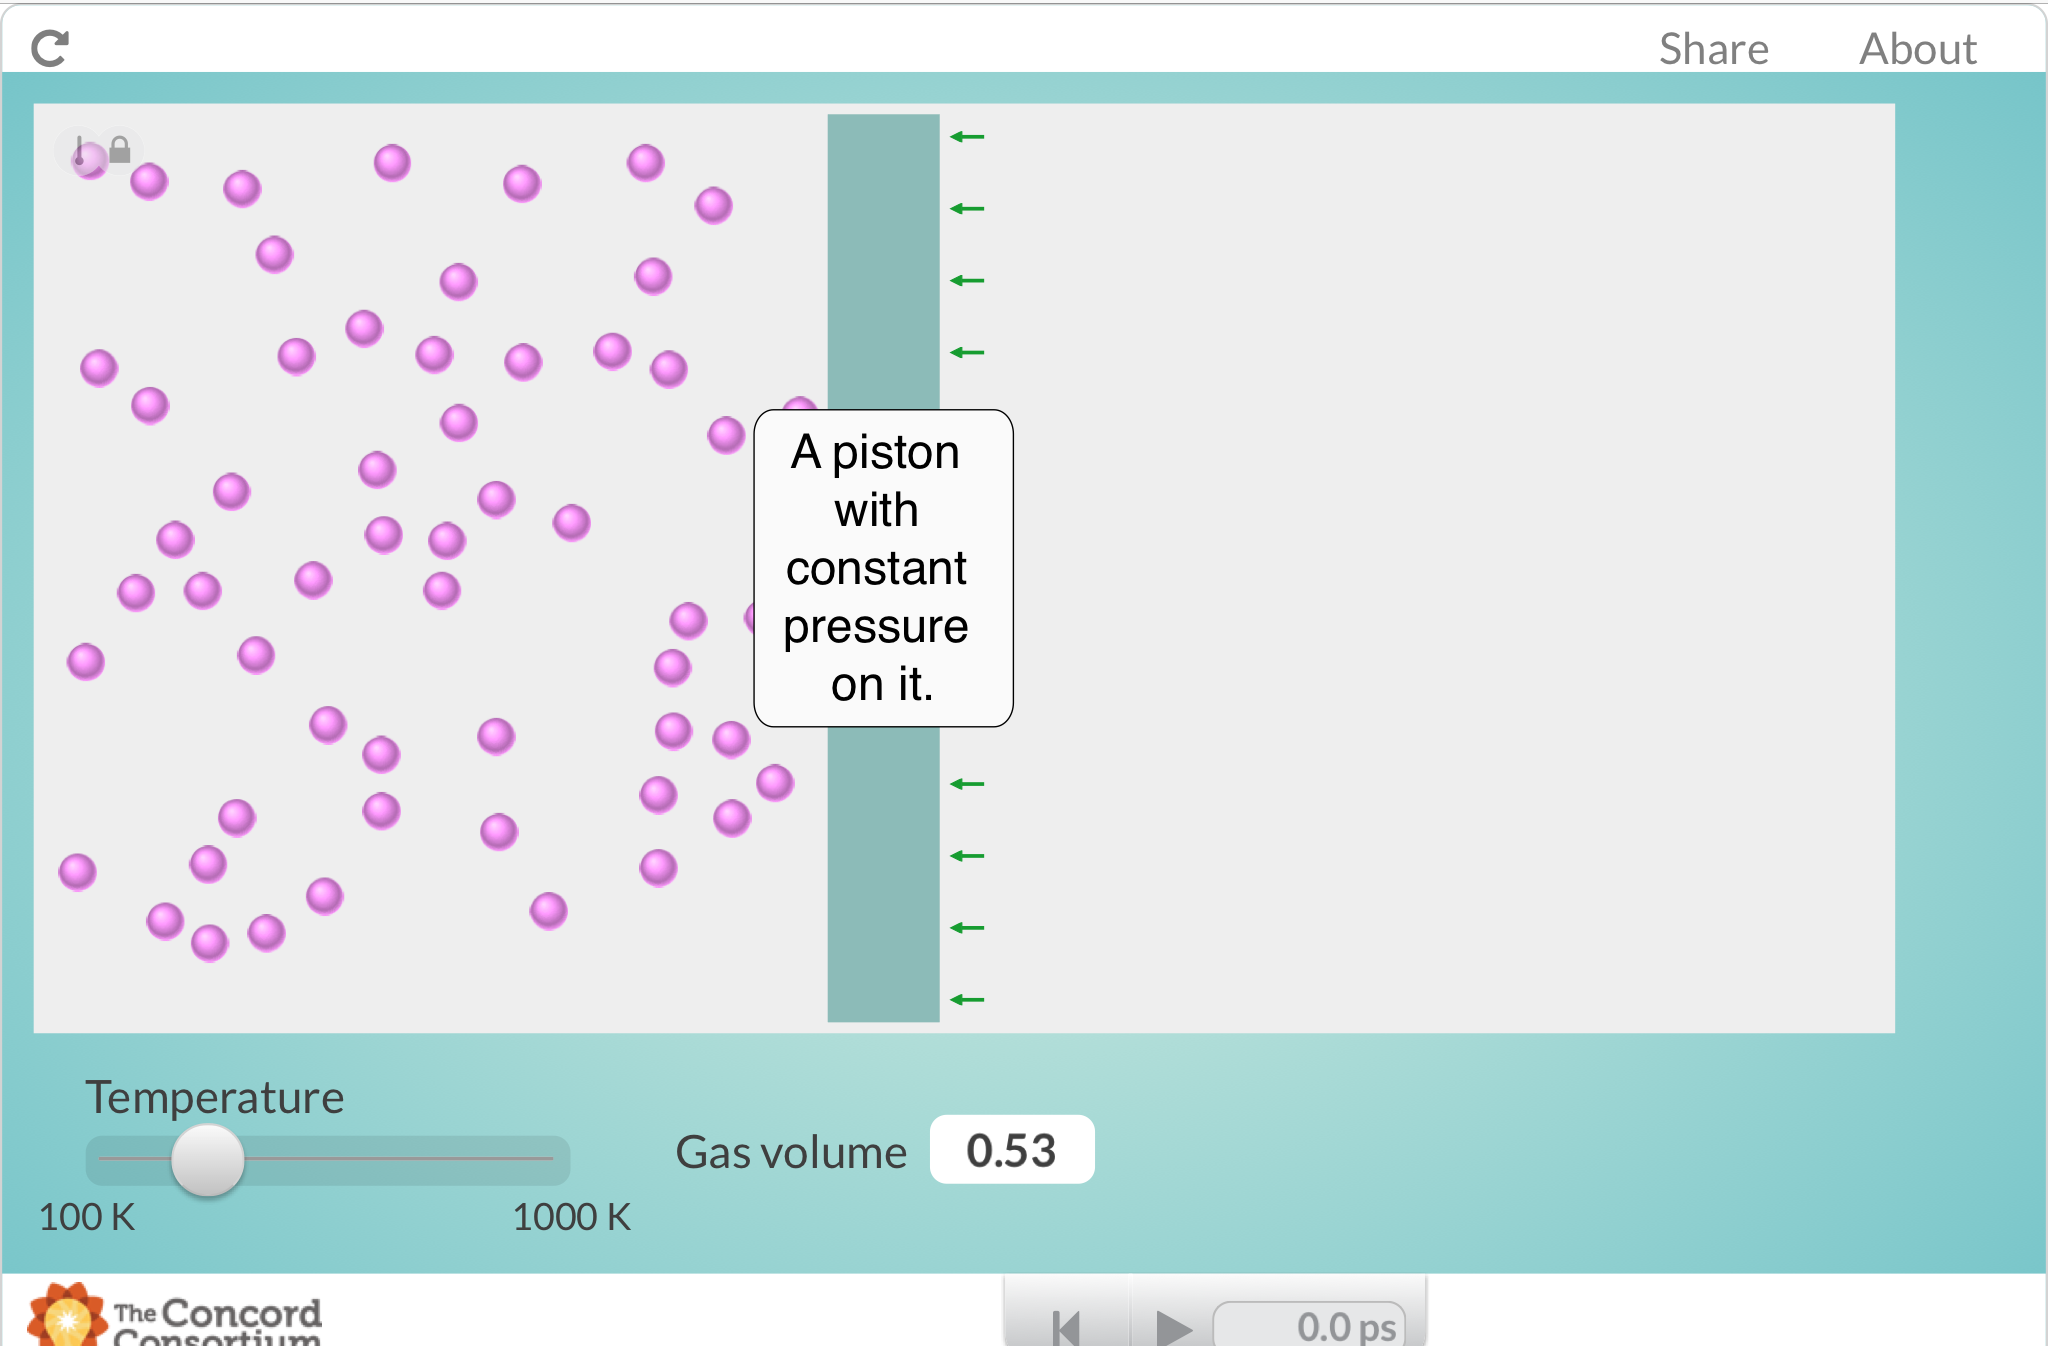 Share About
A piston
with
constant
pressure
on it.
Temperature
100 K 1000 K
Gas volume 0.53
The Concord
Consortium
0.0 ps